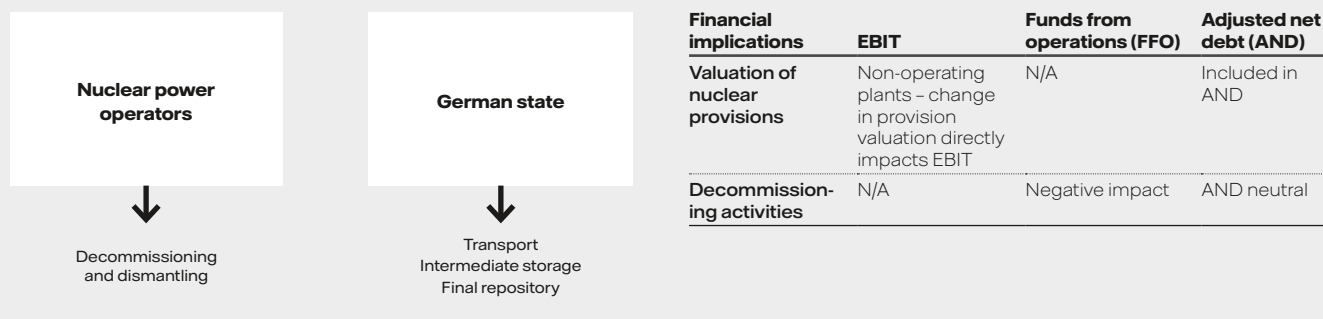 Nuclear power
operators
Decommissioning
and dismantling
German state
Transport
Intermediate storage
Final repository
Financial
implications
EBIT
Funds from
operations (FFO)
Adjusted net
debt (AND)
Valuation of
nuclear
provisions
Non-operating
plants – change
in provision
valuation directly
impacts EBIT
N/A
Included in
AND
Decommission-
ing activities
N/A
Negative impact
AND neutral